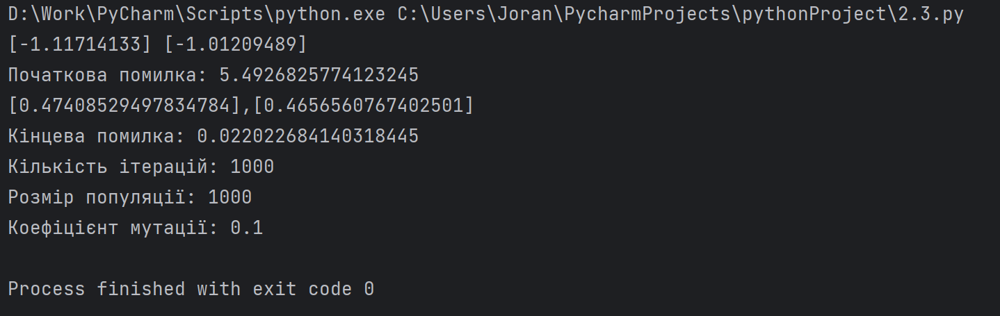 D:\Work\PyCharm\Scripts\python.exe C:\Users\Joran\PycharmProjects\pythonProject\2.3.py
[-1.11714133] [-1.01209489]
Початкова помилка: 5.4926825774123245
[0.47408529497834784],[0.4656560767402501]
Кінцева помилка: 0.022022684140318445
Кількість ітерацій: 1000
Розмір популяції: 1000
Коефіцієнт мутації: 0.1
Process finished with exit code 0